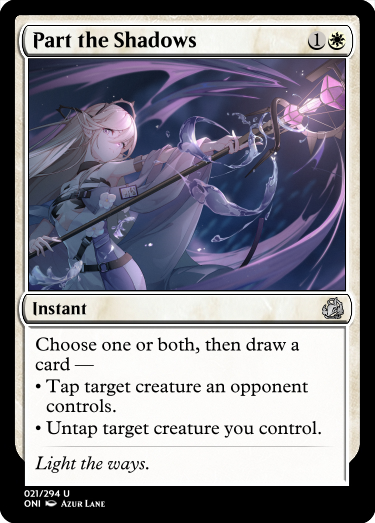 Part the Shadows 1
Instant
Choose one or both, then draw a
card —
• Tap target creature an opponent
controls.
• Untap target creature you control.
Light the ways.
021/294 U
ONI AZUR LANE